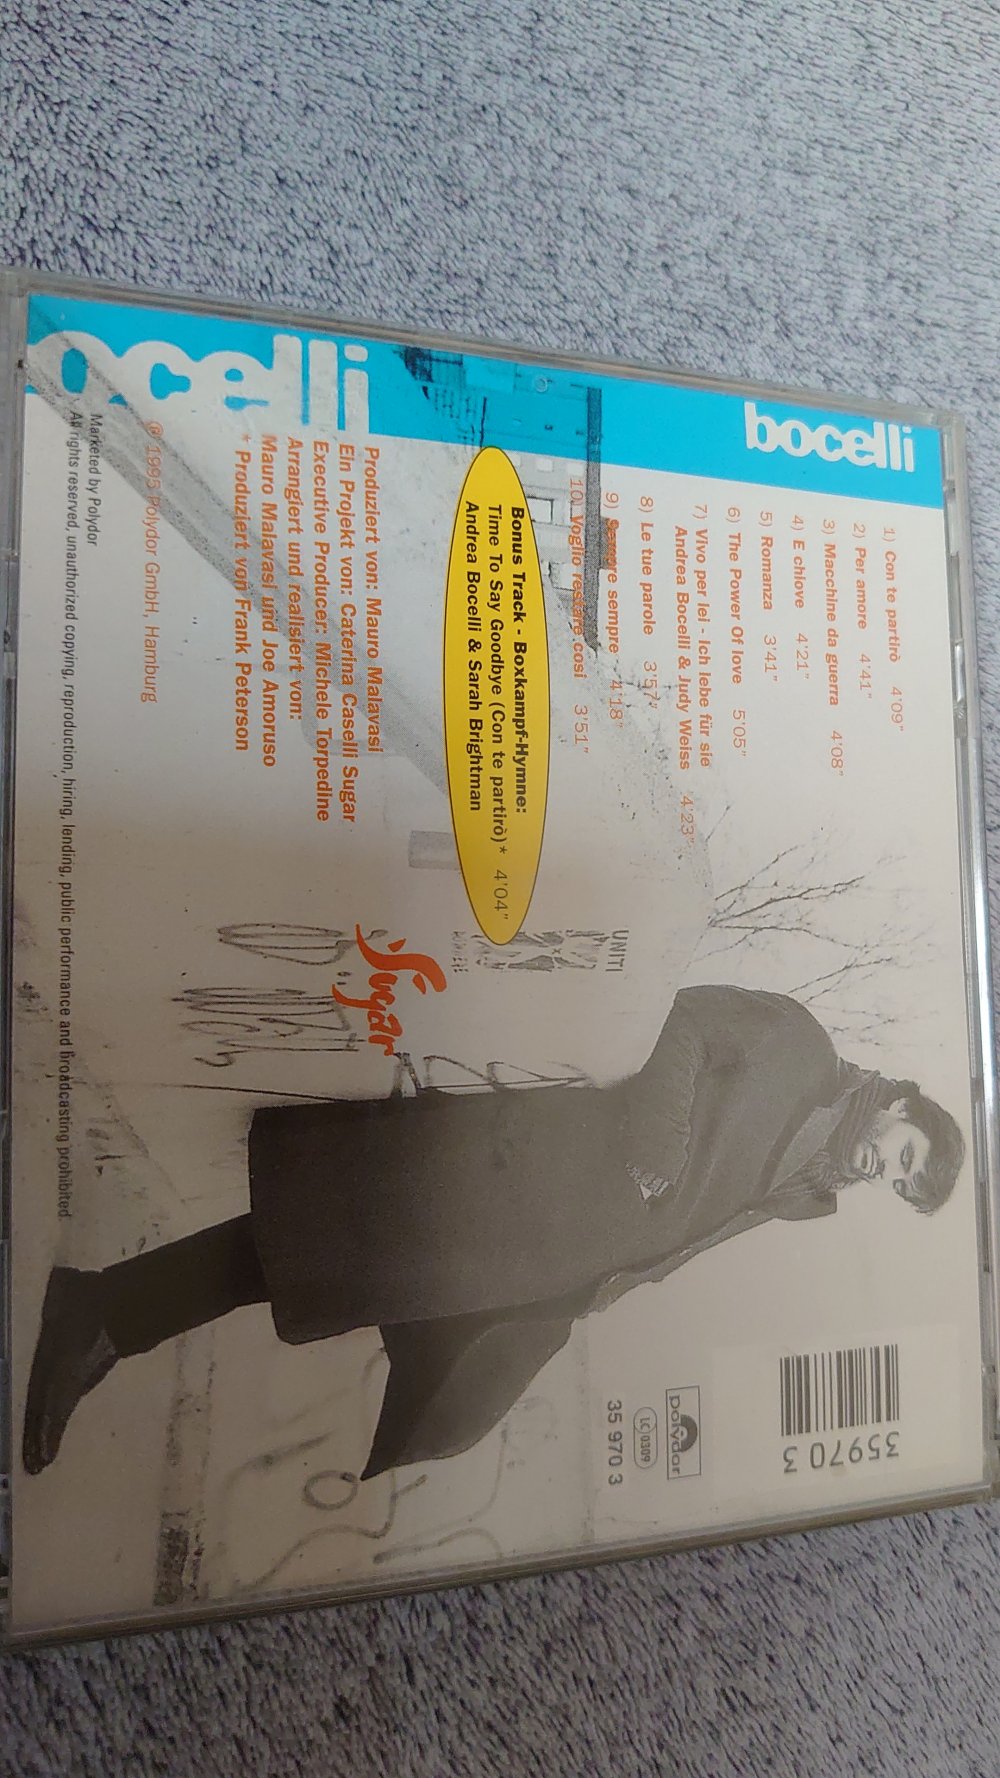 bocelli
1) Con te partirò 4'09"
2) Per amore 4'41"
3) Macchine da guerra 4'08"
4) E chiove 4'21"
5) Romanza 3'41"
6) The Power Of love 5'05"
7) Vivo per lei - Ich lebe für sie
Andrea Bocelli & Judy Weiss 4'23"
8) Le tue parole 3'57"
9) Sempre sempre 4'18"
10) Voglio restare così 3'51"
Bonus Track - Boxkampf-Hymne:
Time To Say Goodbye (Con te partirò)* 4'04"
Andrea Bocelli & Sarah Brightman
Produziert von: Mauro Malavasi
Ein Projekt von: Caterina Caselli Sugar
Executive Producer: Michele Torpedine
Arrangiert und realisiert von:
Mauro Malavasi und Joe Amoruso
* Produziert von Frank Peterson
℗ 1995 Polydor GmbH, Hamburg
Marketed by Polydor
All rights reserved, unauthorized copying, reproduction, hiring, lending, public performance and broadcasting prohibited.
ocelli
Sugar
UNITI
35970 3
polydor
LC 0309
35 970 3